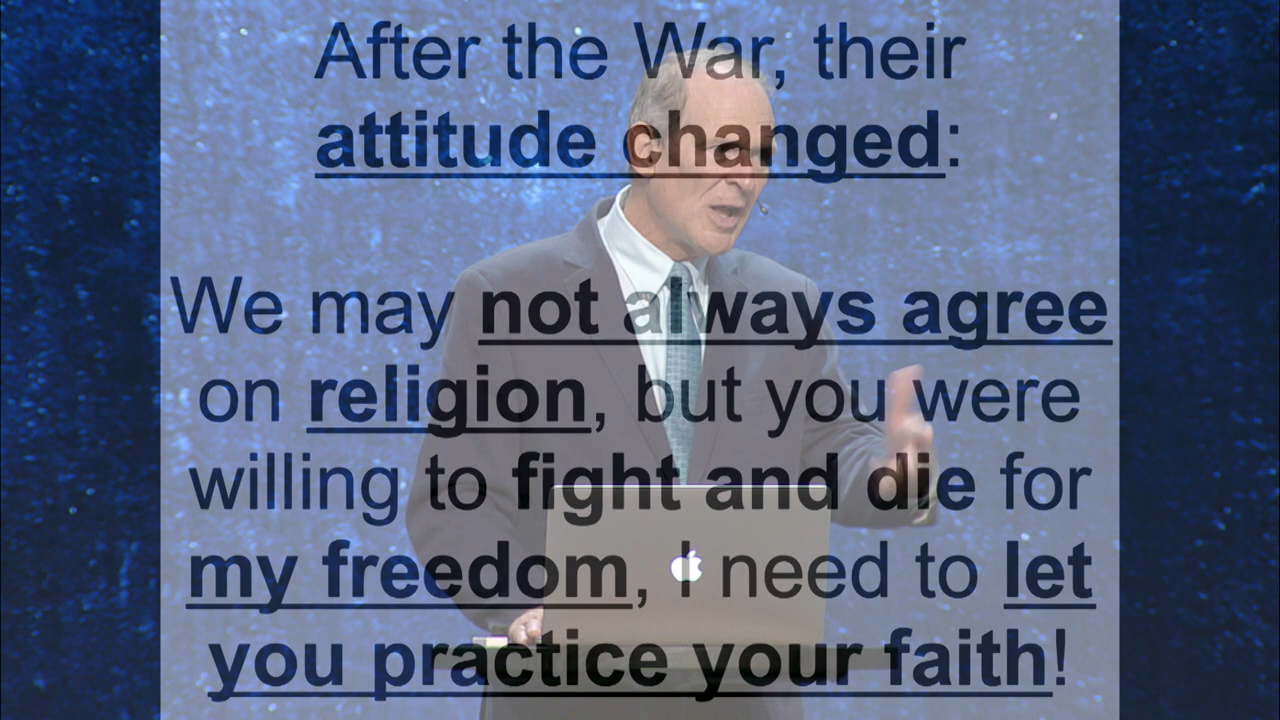 After the War, their
attitude changed:
We may not always agree
on religion, but you were
willing to fight and die for
my freedom, I need to let
you practice your faith!